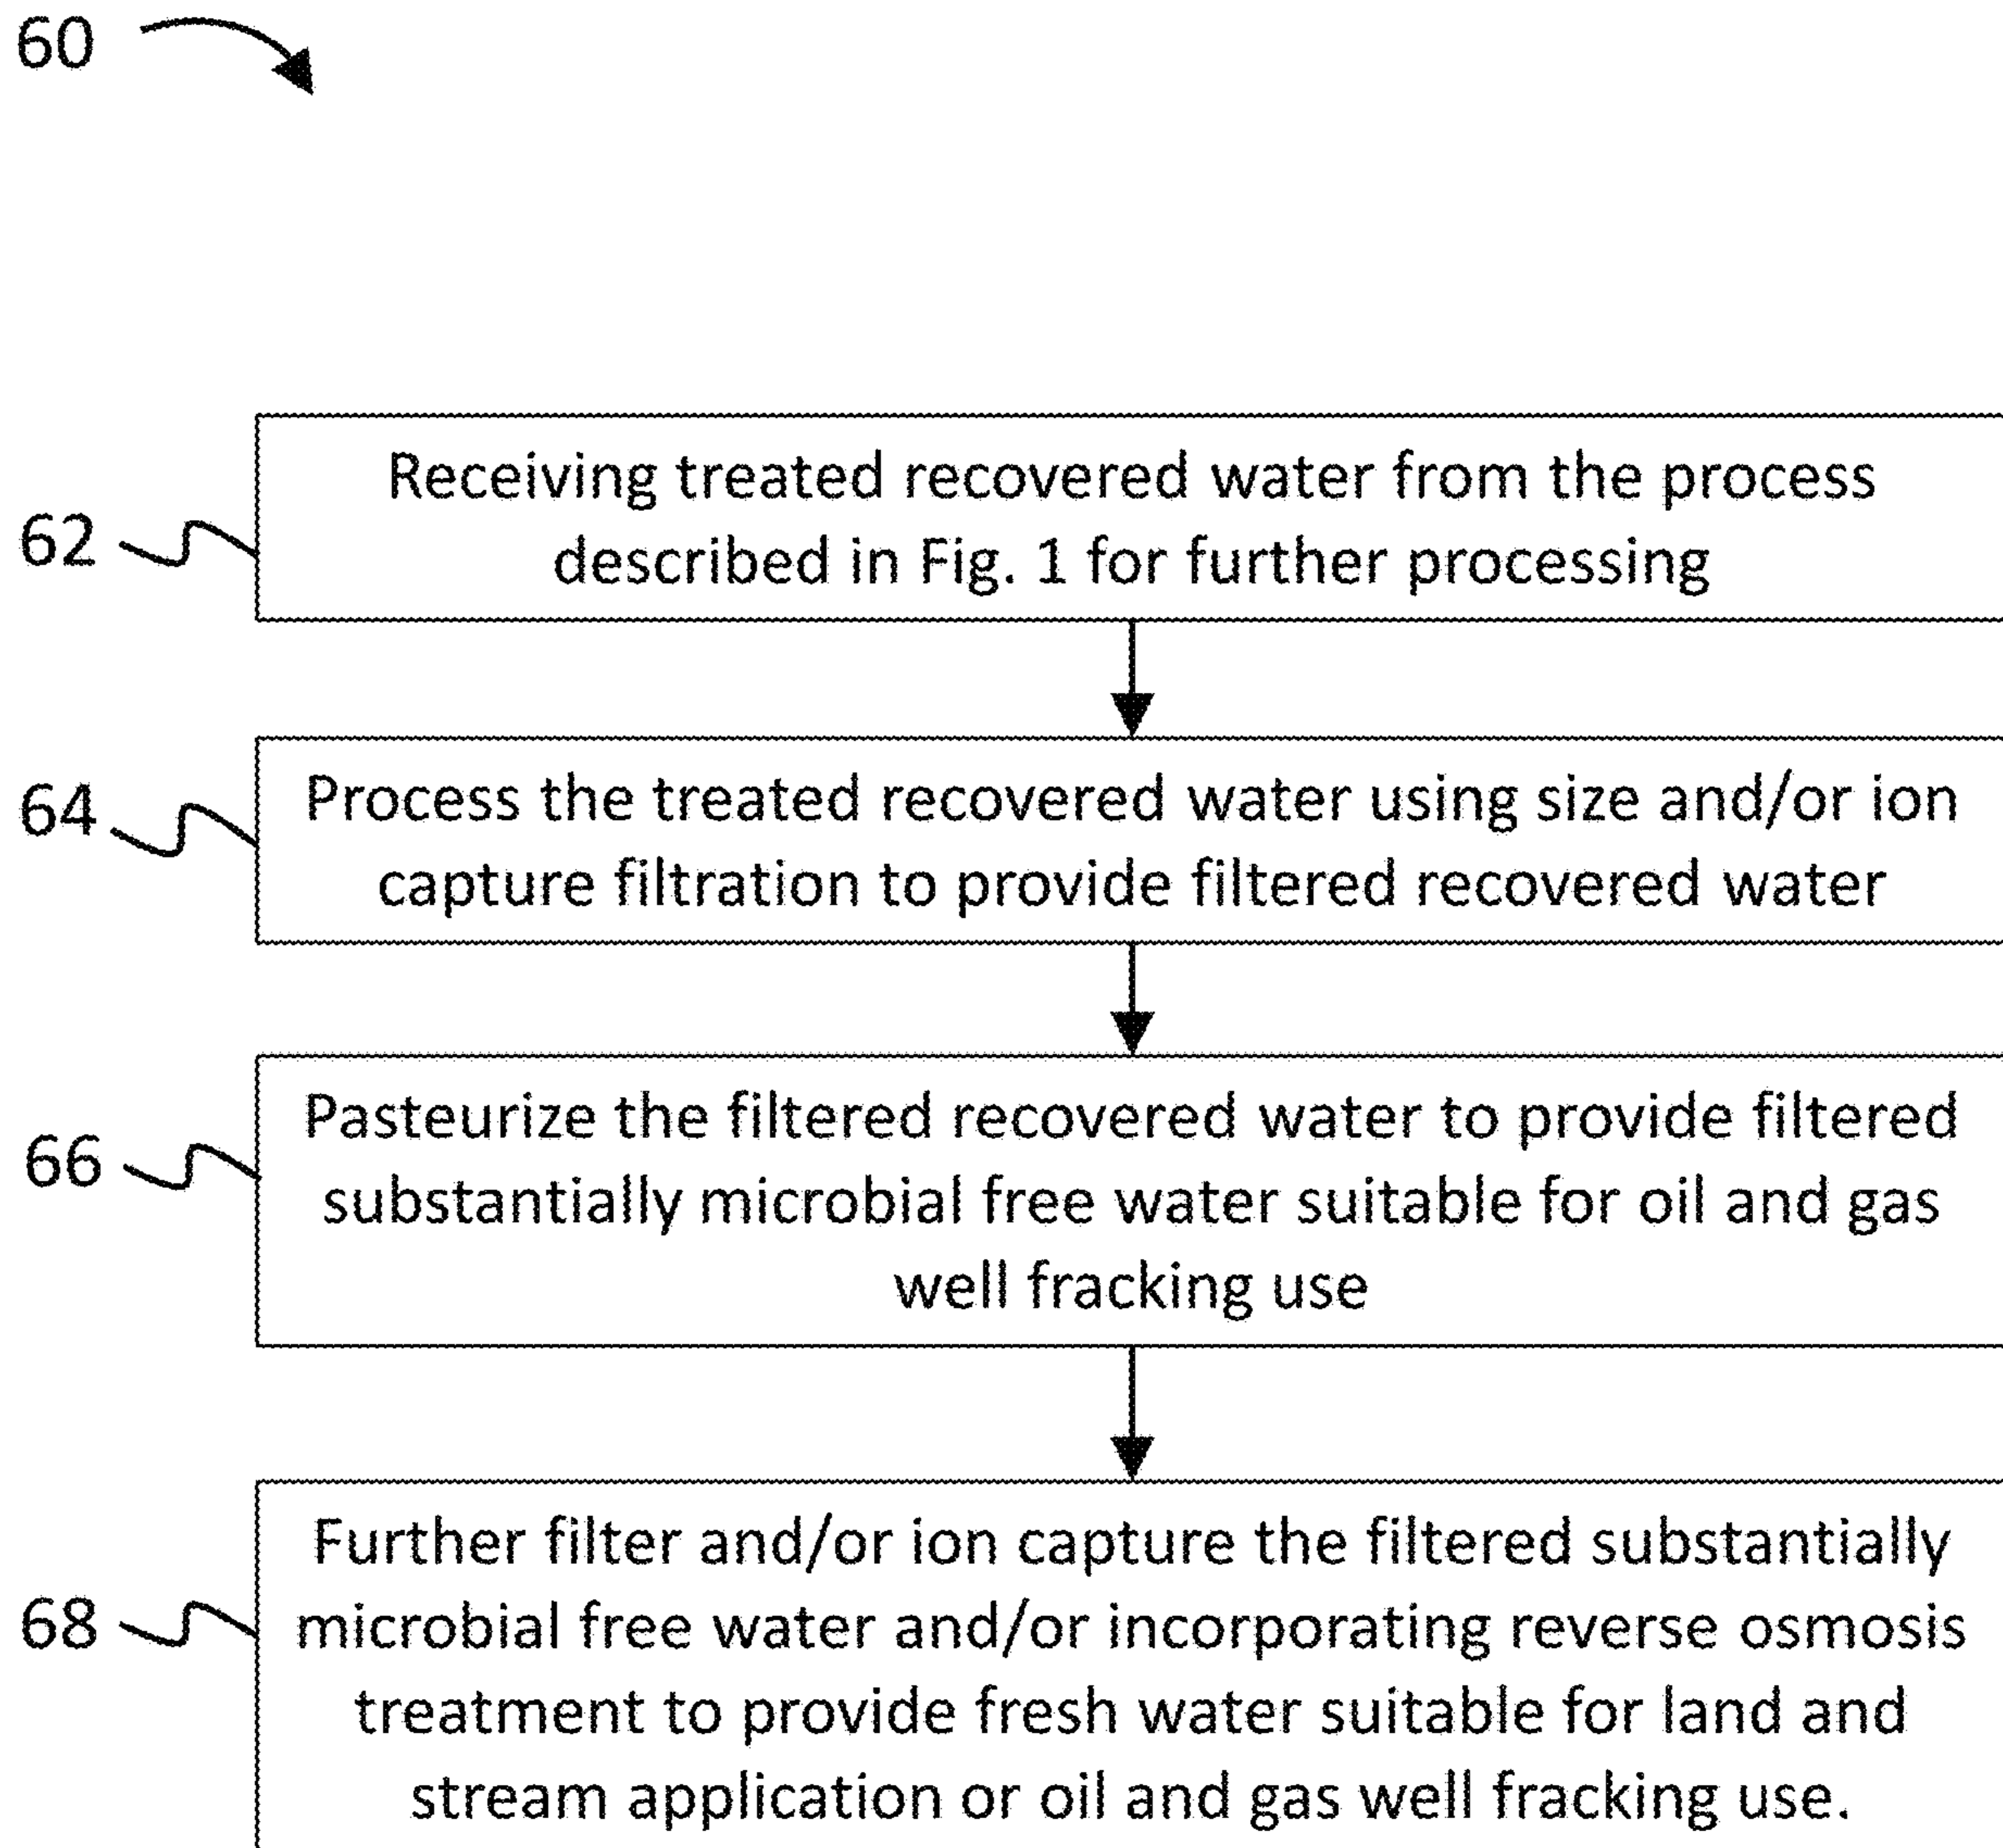 60
62
Receiving treated recovered water from the process
described in Fig. 1 for further processing
64
Process the treated recovered water using size and/or ion
capture filtration to provide filtered recovered water
66
Pasteurize the filtered recovered water to provide filtered
substantially microbial free water suitable for oil and gas
well fracking use
68
Further filter and/or ion capture the filtered substantially
microbial free water and/or incorporating reverse osmosis
treatment to provide fresh water suitable for land and
stream application or oil and gas well fracking use.